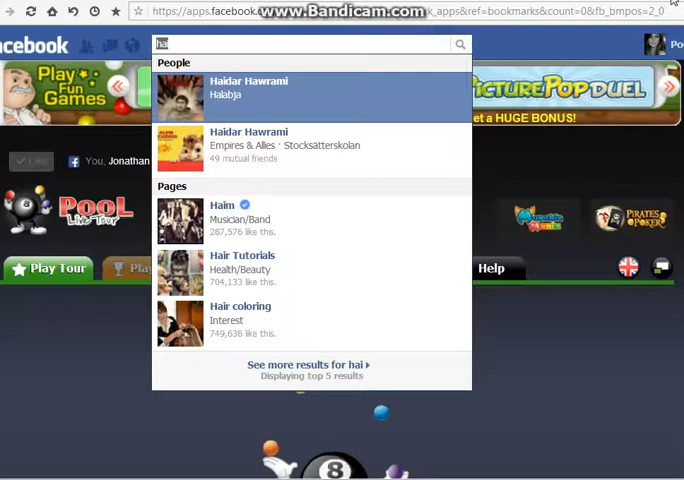 https://apps.facebook.
www.Bandicam.com
k_apps&ref=bookmarks&count=0&fb_bmpos=2_0
acebook
hai
Po
Play
Fun
Games
People
Haidar Hawrami
Halabja
PICTUREPOP DUEL
et a HUGE BONUS!
Haidar Hawrami
Empires & Allies · Stocksätterskolan
49 mutual friends
You, Jonathan
Pages
Haim
Musician/Band
287,576 like this.
POOL
Live Tour
PIRATES
POKER
Hair Tutorials
Health/Beauty
704,133 like this.
Play Tour
Play
Help
Hair coloring
Interest
749,636 like this.
See more results for hai
Displaying top 5 results
8